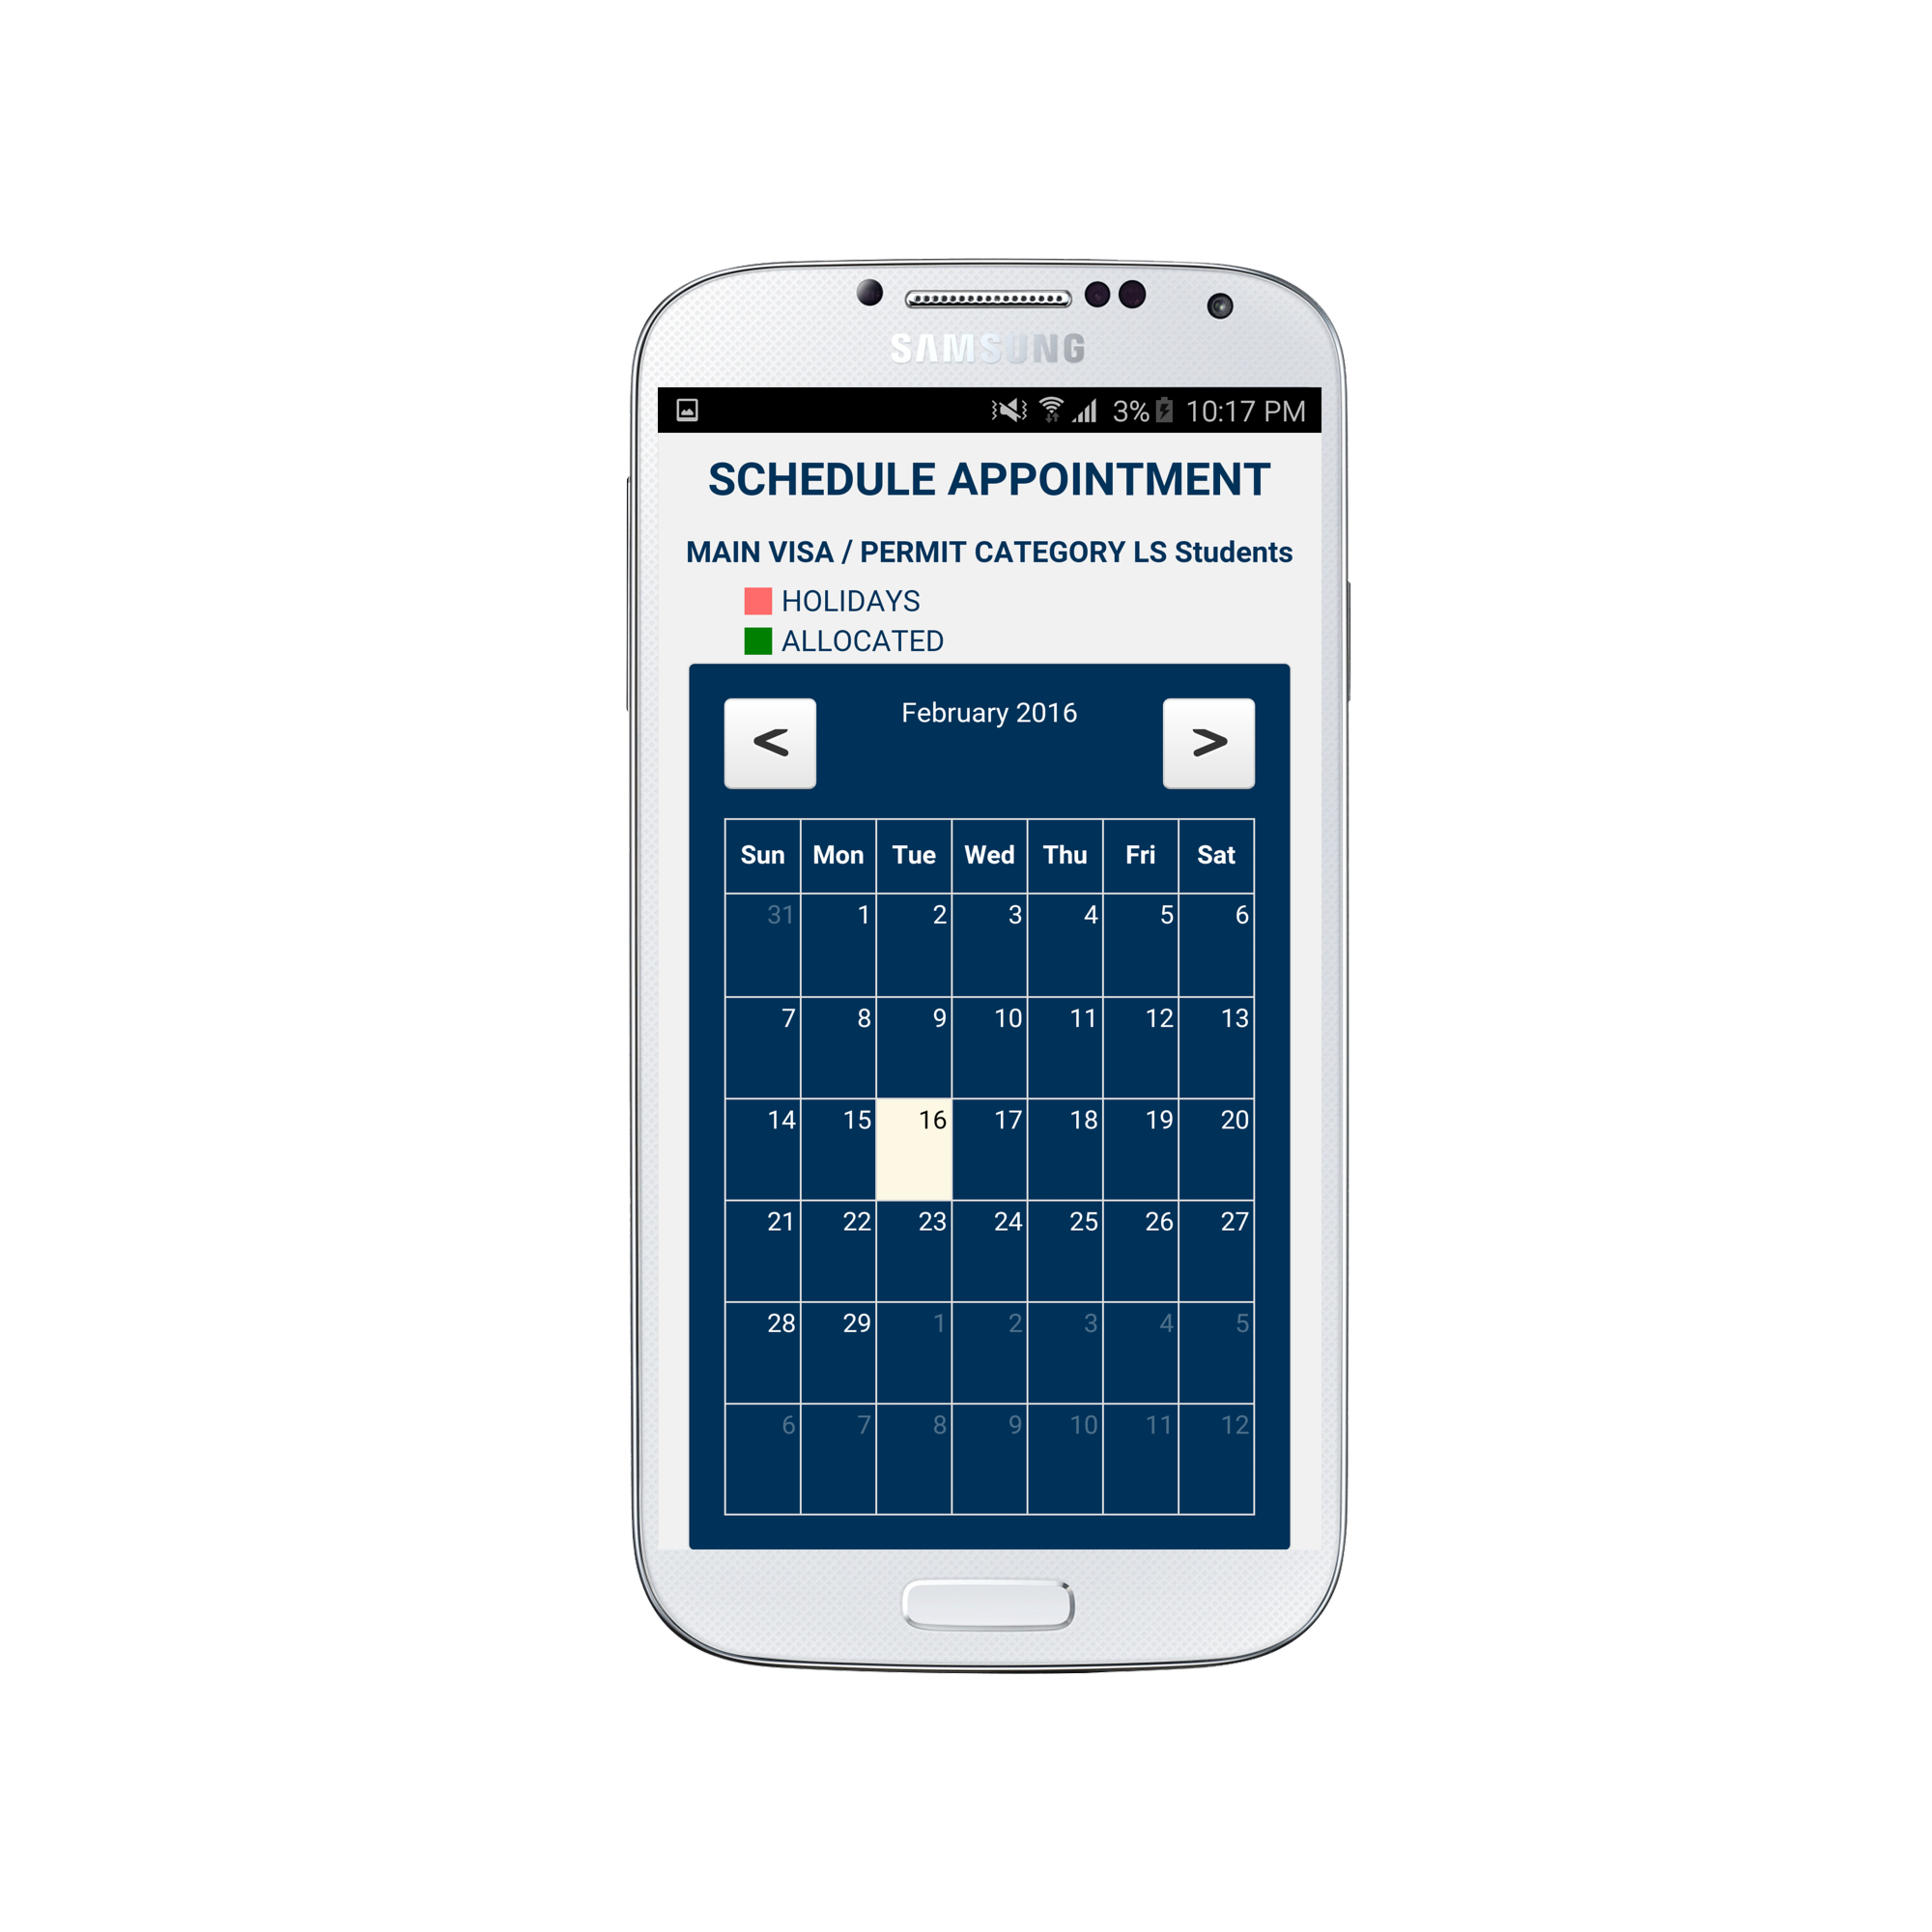 SAMSUNG
3% 10:17 PM
SCHEDULE APPOINTMENT
MAIN VISA / PERMIT CATEGORY LS Students
HOLIDAYS
ALLOCATED
< February 2016 >
Sun Mon Tue Wed Thu Fri Sat
31 1 2 3 4 5 6
7 8 9 10 11 12 13
14 15 16 17 18 19 20
21 22 23 24 25 26 27
28 29 1 2 3 4 5
6 7 8 9 10 11 12